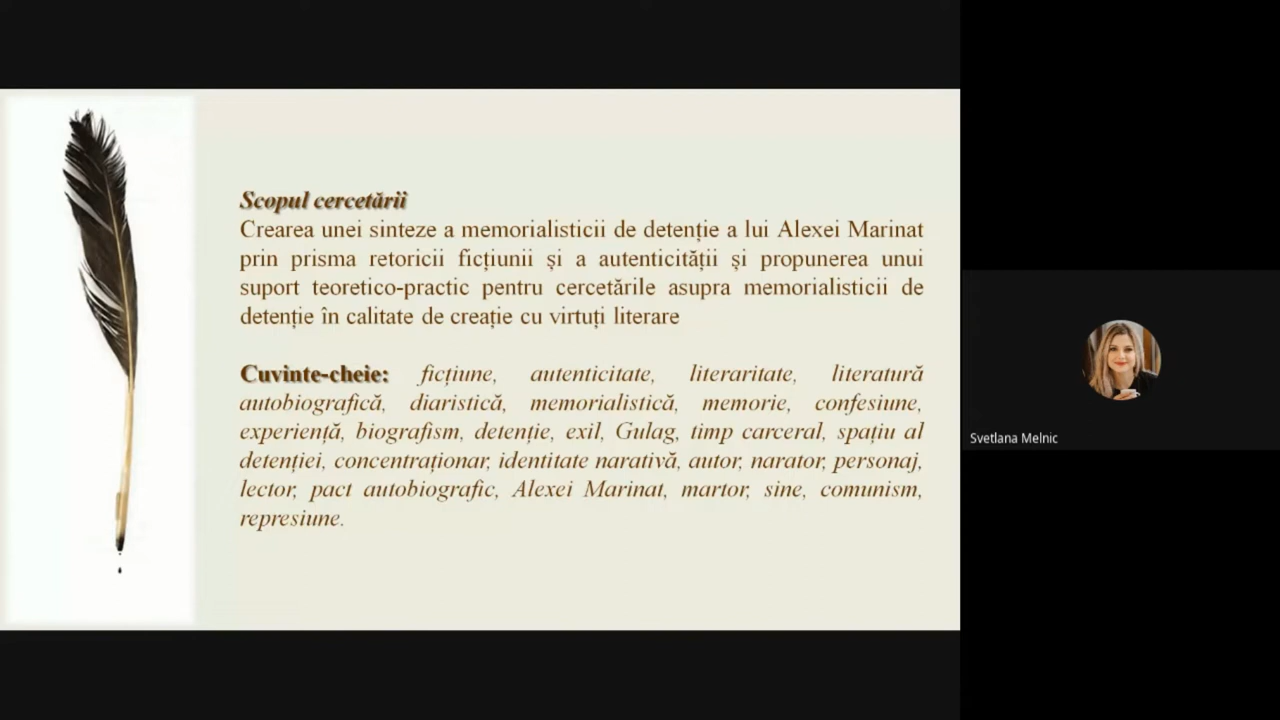 Scopul cercetării
Crearea unei sinteze a memorialisticii de detenție a lui Alexei Marinat
prin prisma retoricii ficțiunii și a autenticității și propunerea unui
suport teoretico-practic pentru cercetările asupra memorialisticii de
detenție în calitate de creație cu virtuți literare
Cuvinte-cheie: ficțiune, autenticitate, literaritate, literatură
autobiografică, diaristică, memorialistică, memorie, confesiune,
experiență, biografism, detenție, exil, Gulag, timp carceral, spațiu al
detenției, concentraționar, identitate narativă, autor, narator, personaj,
lector, pact autobiografic, Alexei Marinat, martor, sine, comunism,
represiune.
Svetlana Melnic